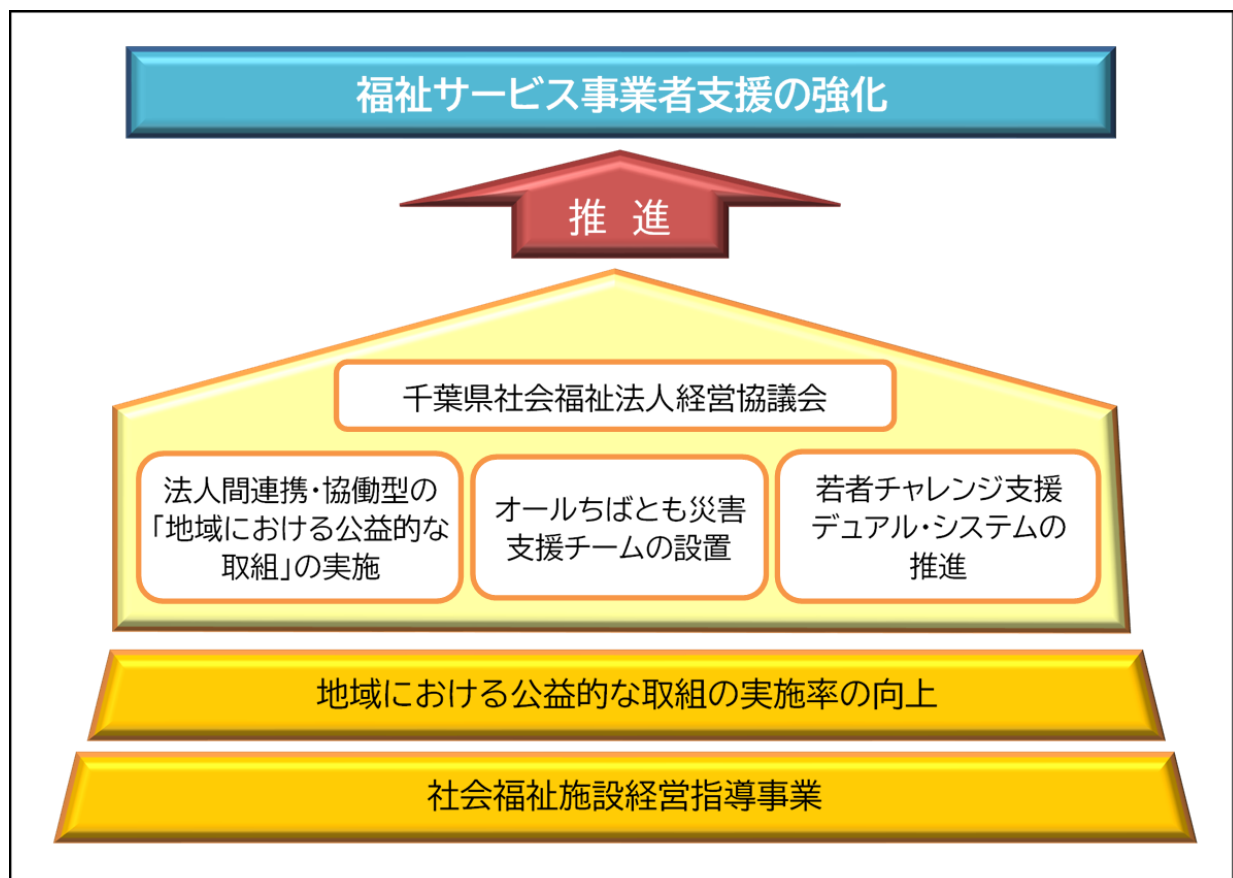 福祉サービス事業者支援の強化
推 進
千葉県社会福祉法人経営協議会
法人間連携・協働型の
「地域における公益的な
取組」の実施
オールちばとも災害
支援チームの設置
若者チャレンジ支援
デュアル・システムの
推進
地域における公益的な取組の実施率の向上
社会福祉施設経営指導事業